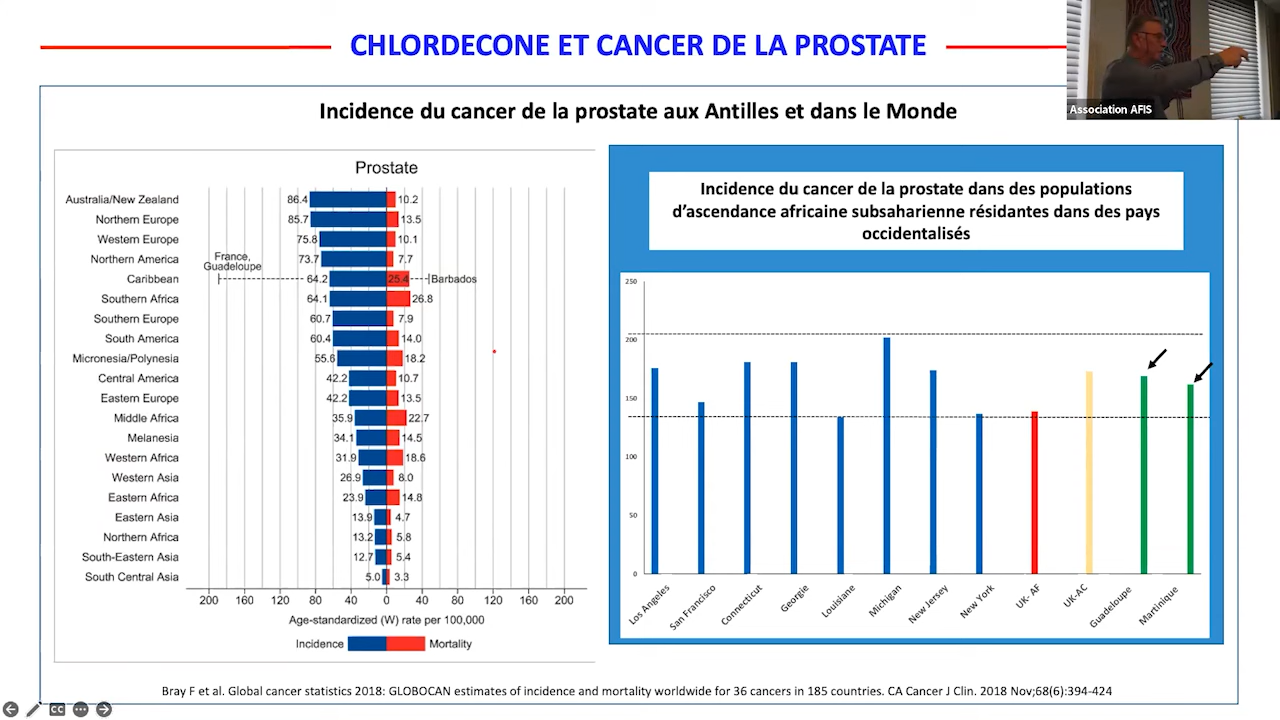 CHLORDECONE ET CANCER DE LA PROSTATE
Association AFIS
Incidence du cancer de la prostate aux Antilles et dans le Monde
Prostate
Australia/New Zealand 86.4 10.2
Northern Europe 85.7 13.5
Western Europe 75.8 10.1
Northern America 73.7 7.7
France,
Guadeloupe
Caribbean 64.2 25.4 Barbados
Southern Africa 64.1 26.8
Southern Europe 60.7 7.9
South America 60.4 14.0
Micronesia/Polynesia 55.6 18.2
Central America 42.2 10.7
Eastern Europe 42.2 13.5
Middle Africa 35.9 22.7
Melanesia 34.1 14.5
Western Africa 31.9 18.6
Western Asia 26.9 8.0
Eastern Africa 23.9 14.8
Eastern Asia 13.9 4.7
Northern Africa 13.2 5.8
South-Eastern Asia 12.7 5.4
South Central Asia 5.0 3.3
200 160 120 80 40 0 40 80 120 160 200
Age-standardized (W) rate per 100,000
Incidence Mortality
Incidence du cancer de la prostate dans des populations
d’ascendance africaine subsaharienne résidantes dans des pays
occidentalisés
250
200
150
100
50
0
Los Angeles San Francisco Connecticut Georgie Louisiane Michigan New Jersey New York UK- AF UK-AC Guadeloupe Martinique
Bray F et al. Global cancer statistics 2018: GLOBOCAN estimates of incidence and mortality worldwide for 36 cancers in 185 countries. CA Cancer J Clin. 2018 Nov;68(6):394-424
CC